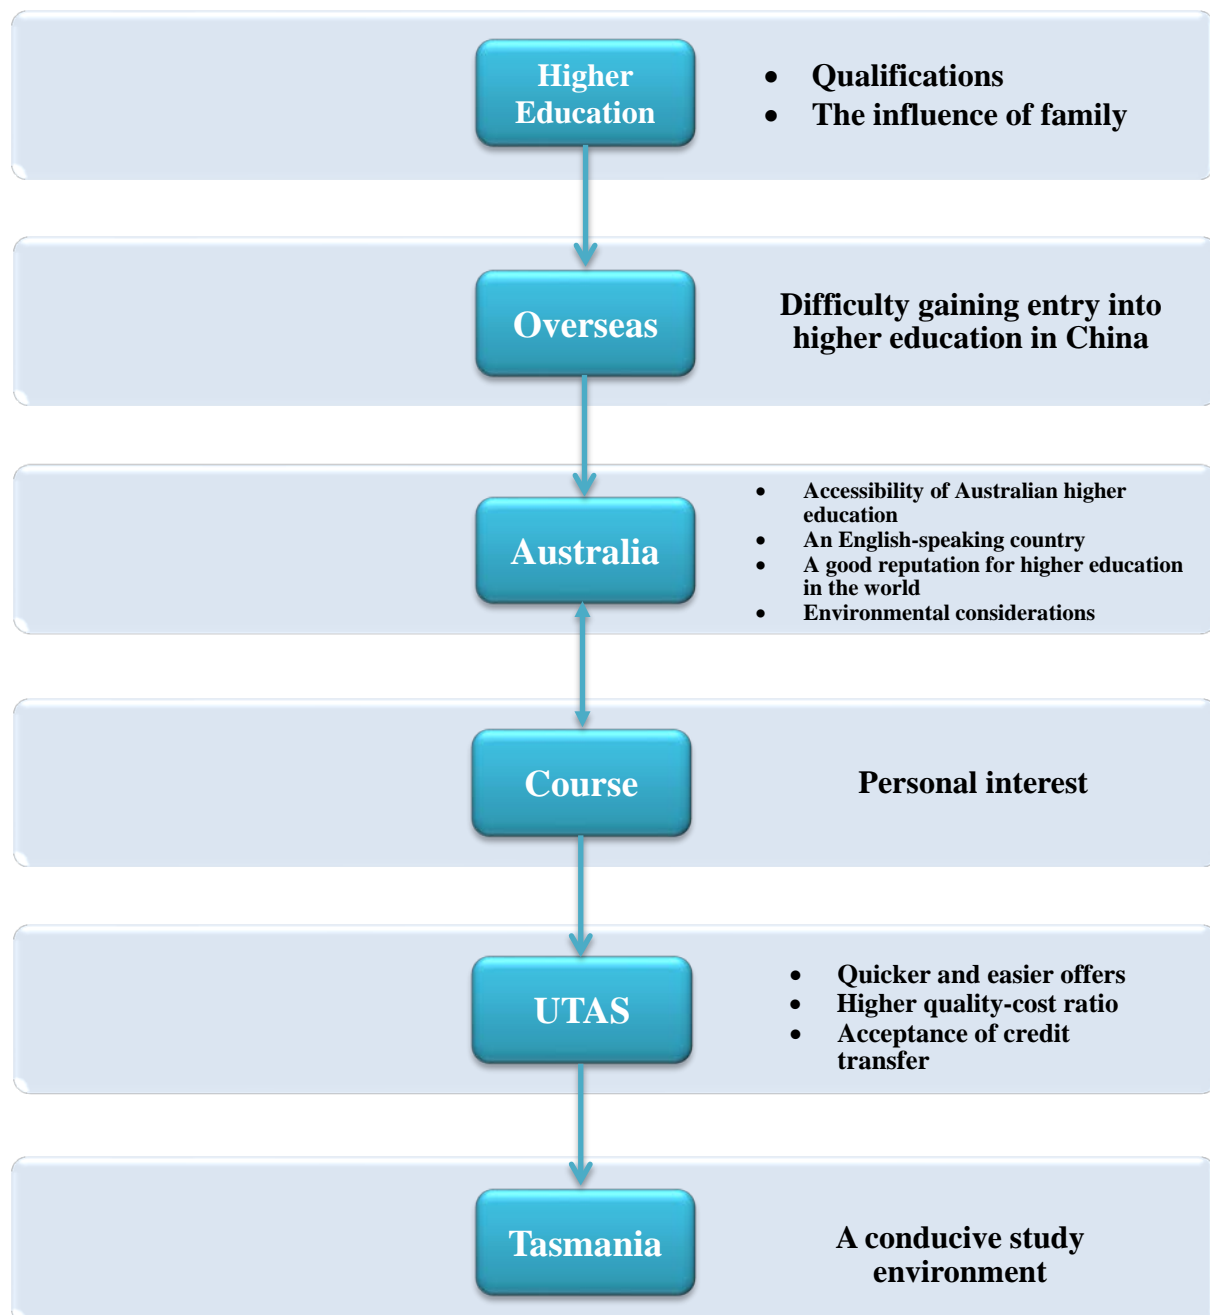 Higher
Education
• Qualifications
• The influence of family
Overseas
Difficulty gaining entry into
higher education in China
Australia
• Accessibility of Australian higher
education
• An English-speaking country
• A good reputation for higher education
in the world
• Environmental considerations
Course
Personal interest
UTAS
• Quicker and easier offers
• Higher quality-cost ratio
• Acceptance of credit
transfer
Tasmania
A conducive study
environment